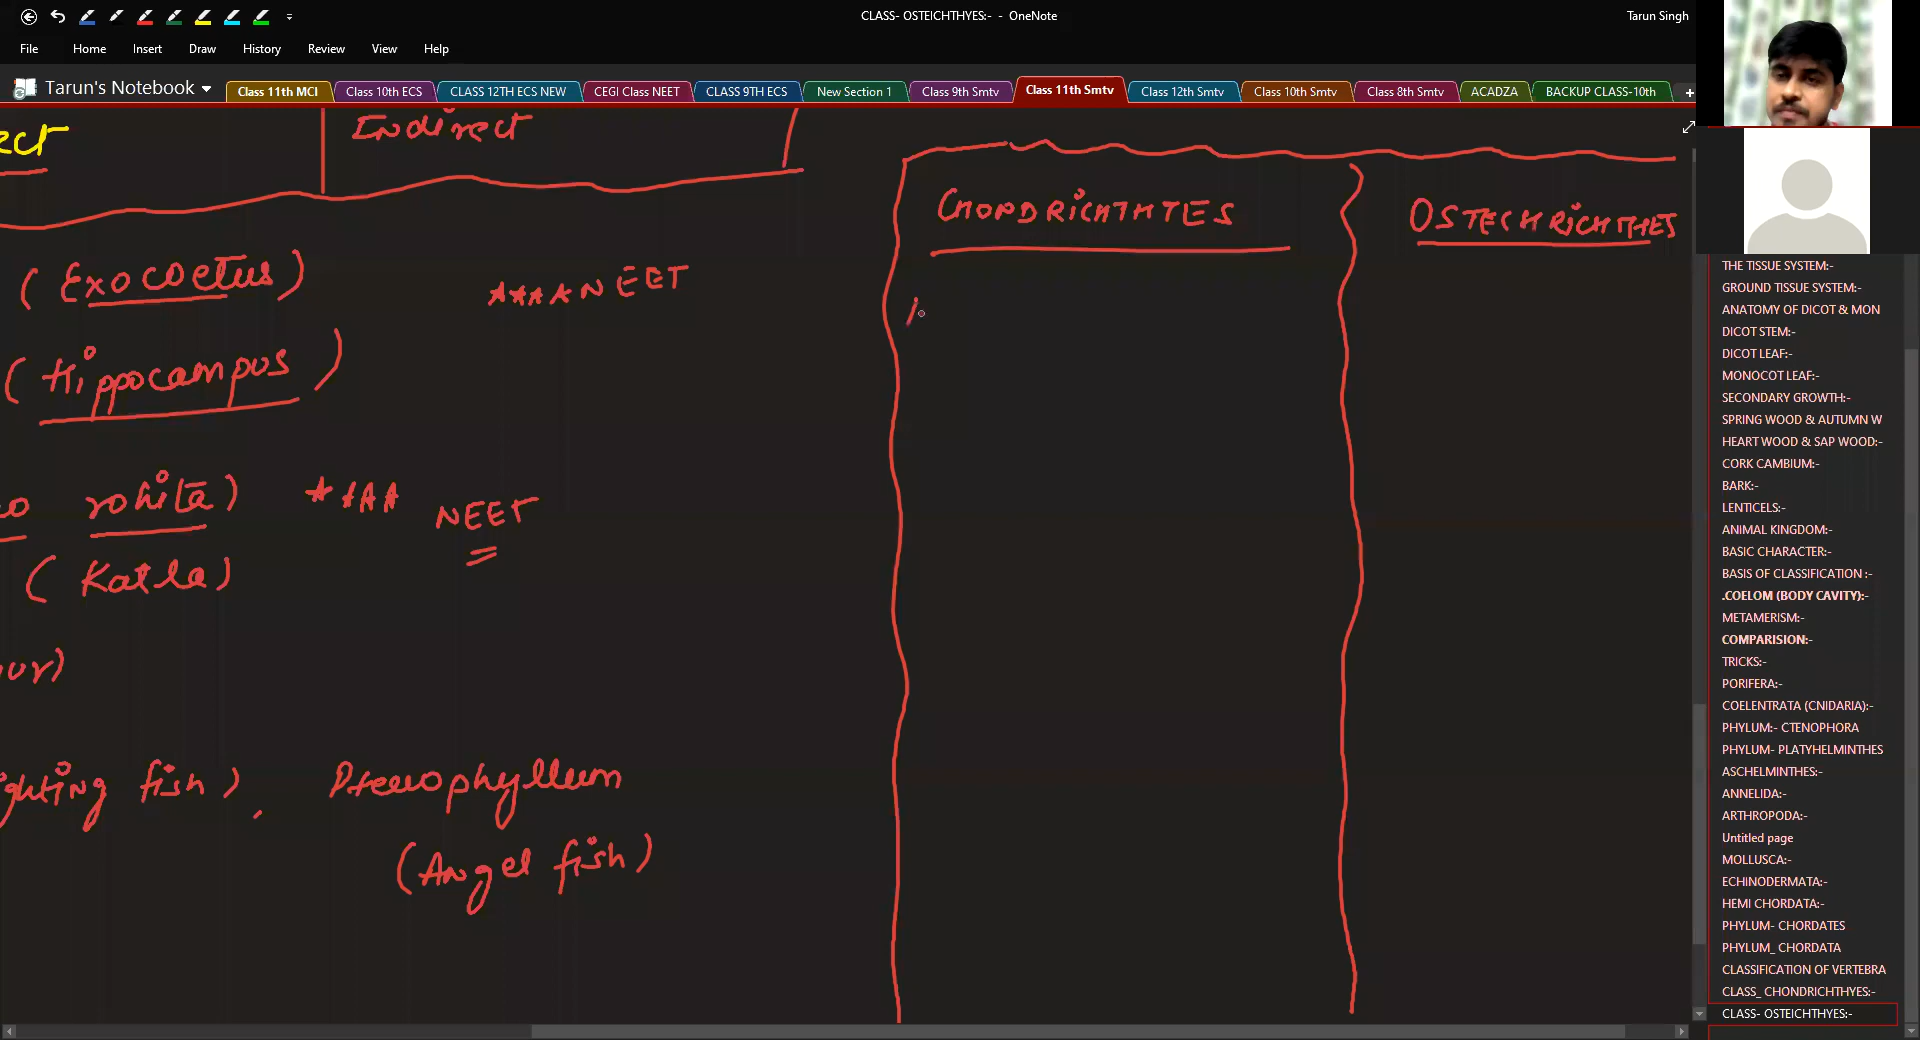 CLASS- OSTEICHTHYES:- - OneNote
Tarun Singh
File Home Insert Draw History Review View Help
Tarun's Notebook
Class 11th MCI Class 10th ECS CLASS 12TH ECS NEW CEGI Class NEET CLASS 9TH ECS New Section 1 Class 9th Smtv Class 11th Smtv Class 12th Smtv Class 10th Smtv Class 8th Smtv ACADZA BACKUP CLASS-10th +
ect
Indirect
CHONDRICHTHTES
OSTECHRICHTHES
(Exocoetus)
****NEET
(Hippocampus)
o rohita) ****
NEET
(Katla)
our)
ighting fish), Pterophyllum
(Angel fish)
THE TISSUE SYSTEM:-
GROUND TISSUE SYSTEM:-
ANATOMY OF DICOT & MON
DICOT STEM:-
DICOT LEAF:-
MONOCOT LEAF:-
SECONDARY GROWTH:-
SPRING WOOD & AUTUMN W
HEART WOOD & SAP WOOD:-
CORK CAMBIUM:-
BARK:-
LENTICELS:-
ANIMAL KINGDOM:-
BASIC CHARACTER:-
BASIS OF CLASSIFICATION :-
.COELOM (BODY CAVITY):-
METAMERISM:-
COMPARISION:-
TRICKS:-
PORIFERA:-
COELENTRATA (CNIDARIA):-
PHYLUM:- CTENOPHORA
PHYLUM- PLATYHELMINTHES
ASCHELMINTHES:-
ANNELIDA:-
ARTHROPODA:-
Untitled page
MOLLUSCA:-
ECHINODERMATA:-
HEMI CHORDATA:-
PHYLUM- CHORDATES
PHYLUM_ CHORDATA
CLASSIFICATION OF VERTEBRA
CLASS_ CHONDRICHTHYES:-
CLASS- OSTEICHTHYES:-